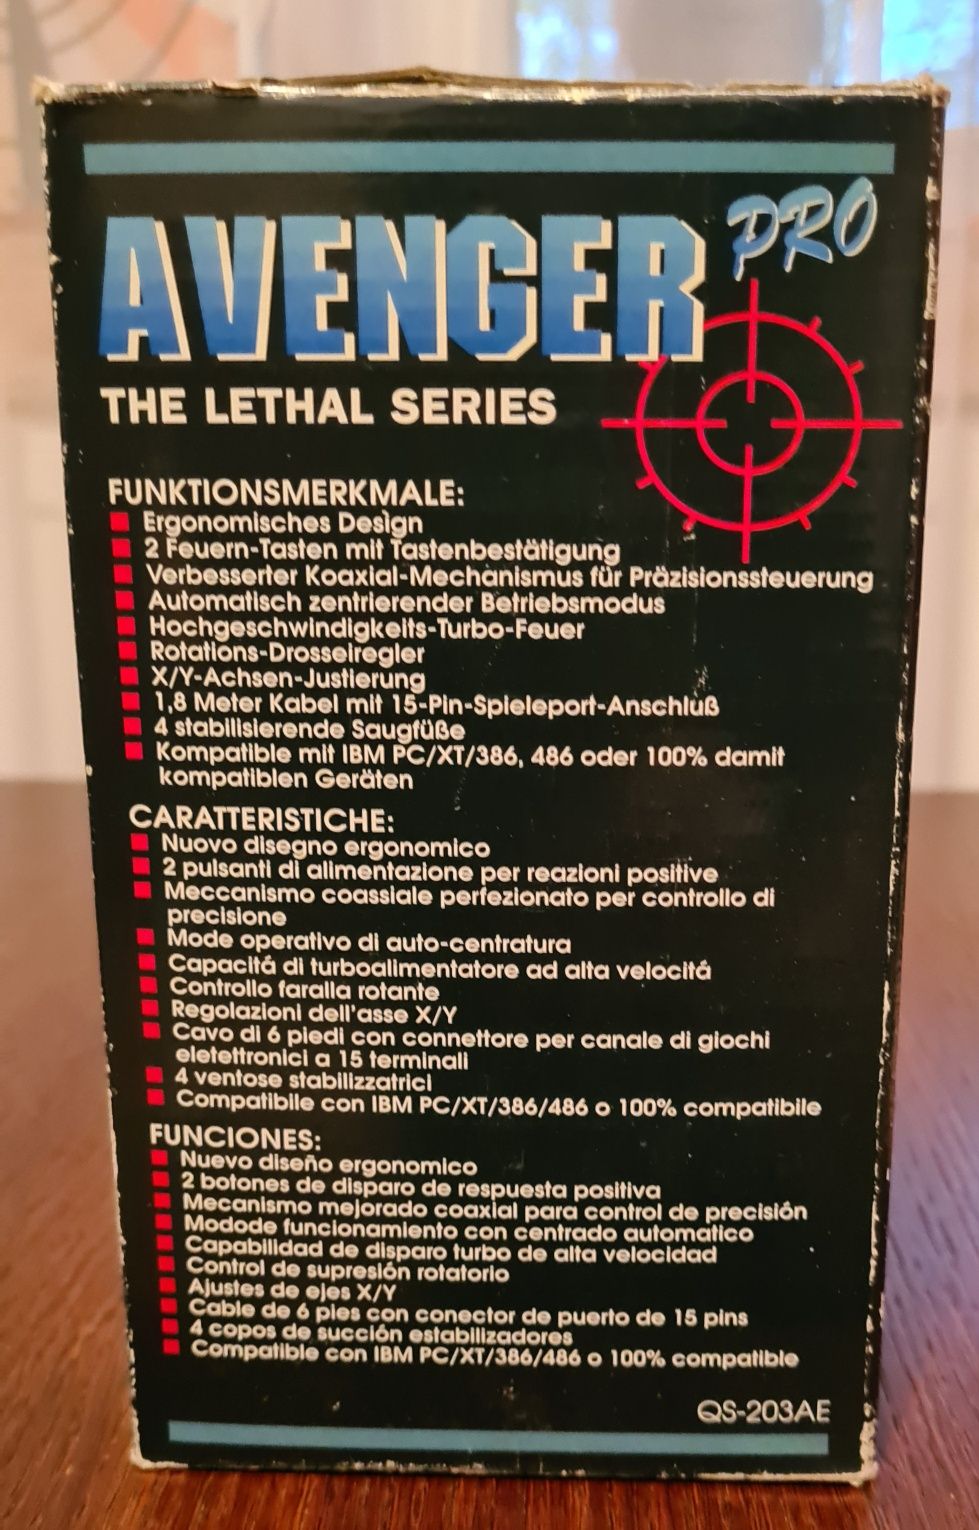 AVENGER PRO
THE LETHAL SERIES
FUNKTIONSMERKMALE:
Ergonomisches Design
2 Feuern-Tasten mit Tastenbestätigung
Verbesserter Koaxial-Mechanismus für Präzisionssteuerung
Automatisch zentrierender Betriebsmodus
Hochgeschwindigkeits-Turbo-Feuer
Rotations-Drosselregler
X/Y-Achsen-Justierung
1,8 Meter Kabel mit 15-Pin-Spieleport-Anschluß
4 stabilisierende Saugfüße
Kompatible mit IBM PC/XT/386, 486 oder 100% damit
kompatiblen Geräten
CARATTERISTICHE:
Nuovo disegno ergonomico
2 pulsanti di alimentazione per reazioni positive
Meccanismo coassiale perfezionato per controllo di
precisione
Mode operativo di auto-centratura
Capacitá di turboalimentatore ad alta velocitá
Controllo faralla rotante
Regolazioni dell'asse X/Y
Cavo di 6 piedi con connettore per canale di giochi
eletettronici a 15 terminali
4 ventose stabilizzatrici
Compatibile con IBM PC/XT/386/486 o 100% compatibile
FUNCIONES:
Nuevo diseño ergonomico
2 botones de disparo de respuesta positiva
Mecanismo mejorado coaxial para control de precisión
Modode funcionamiento con centrado automatico
Capabilidad de disparo turbo de alta velocidad
Control de supresión rotatorio
Ajustes de ejes X/Y
Cable de 6 pies con conector de puerto de 15 pins
4 copos de succión estabilizadores
Compatible con IBM PC/XT/386/486 o 100% compatible
QS-203AE